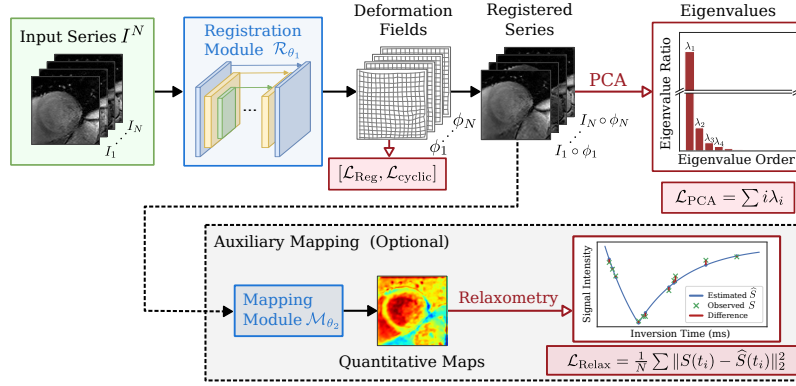 Input Series $I^N$
$I_1$ ...... $I_N$
Registration
Module $\mathcal{R}_{\theta_1}$
...
Deformation
Fields
$\phi_1$ ...... $\phi_N$
$[\mathcal{L}_{\text{Reg}}, \mathcal{L}_{\text{cyclic}}]$
Registered
Series
$I_N \circ \phi_N$
$I_1 \circ \phi_1$
PCA
Eigenvalues
Eigenvalue Ratio
$\lambda_1$
$\lambda_2$
$\lambda_3$ $\lambda_4$
Eigenvalue Order
$\mathcal{L}_{\text{PCA}} = \sum i\lambda_i$
Auxiliary Mapping (Optional)
Mapping
Module $\mathcal{M}_{\theta_2}$
Quantitative Maps
Relaxometry
Signal Intensity
Estimated $\widehat{S}$
Observed $S$
Difference
Inversion Time (ms)
$\mathcal{L}_{\text{Relax}} = \frac{1}{N} \sum \|S(t_i) - \widehat{S}(t_i)\|_2^2$